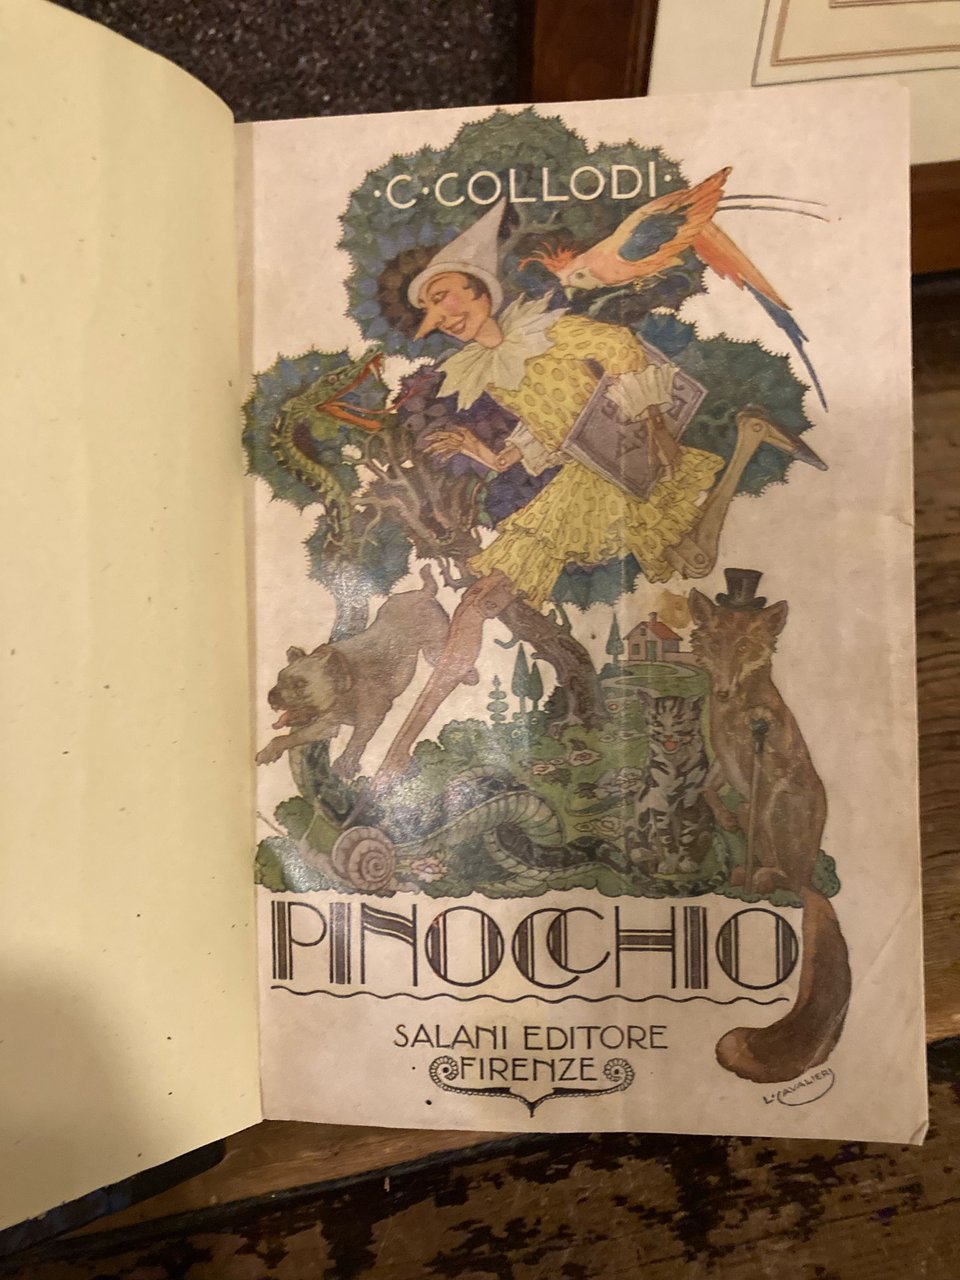 ·C·COLLODI·
PINOCCHIO
SALANI EDITORE
FIRENZE
L. CAVALIERI